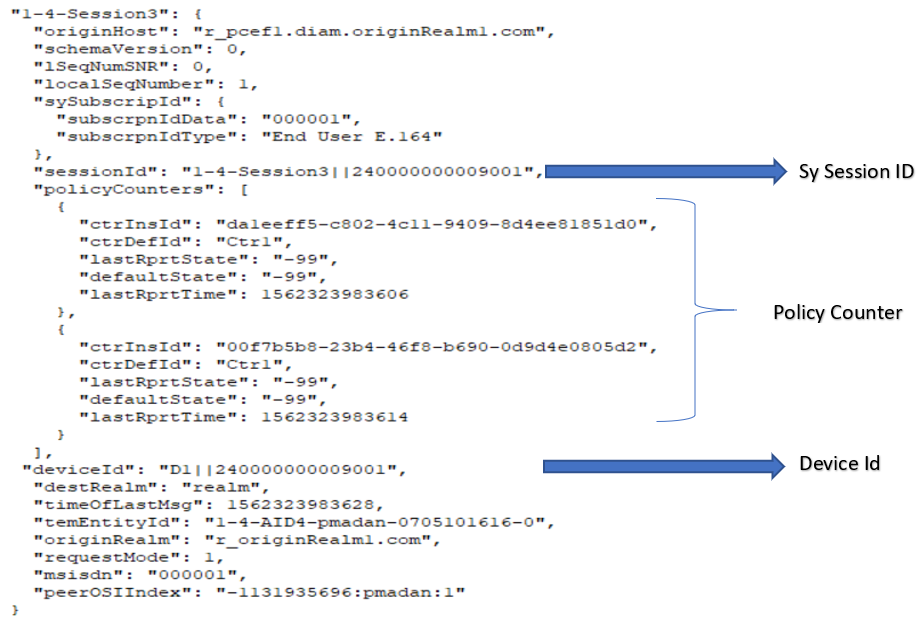 "1-4-Session3": {
"originHost": "r_pcef1.diam.originRealm1.com",
"schemaVersion": 0,
"lSeqNumSNR": 0,
"localSeqNumber": 1,
"sySubscripId": {
"subscrpnIdData": "000001",
"subscrpnIdType": "End User E.164"
},
"sessionId": "1-4-Session3||240000000009001", Sy Session ID
"policyCounters": [
{
"ctrInsId": "da1eeff5-c802-4c11-9409-8d4ee81851d0",
"ctrDefId": "Ctr1",
"lastRprtState": "-99",
"defaultState": "-99",
"lastRprtTime": 1562323983606
}, Policy Counter
{
"ctrInsId": "00f7b5b8-23b4-46f8-b690-0d9d4e0805d2",
"ctrDefId": "Ctr1",
"lastRprtState": "-99",
"defaultState": "-99",
"lastRprtTime": 1562323983614
}
],
"deviceId": "D1||240000000009001", Device Id
"destRealm": "realm",
"timeOfLastMsg": 1562323983628,
"temEntityId": "1-4-AID4-pmadan-0705101616-0",
"originRealm": "r_originRealm1.com",
"requestMode": 1,
"msisdn": "000001",
"peerOSIIndex": "-1131935696:pmadan:1"
}